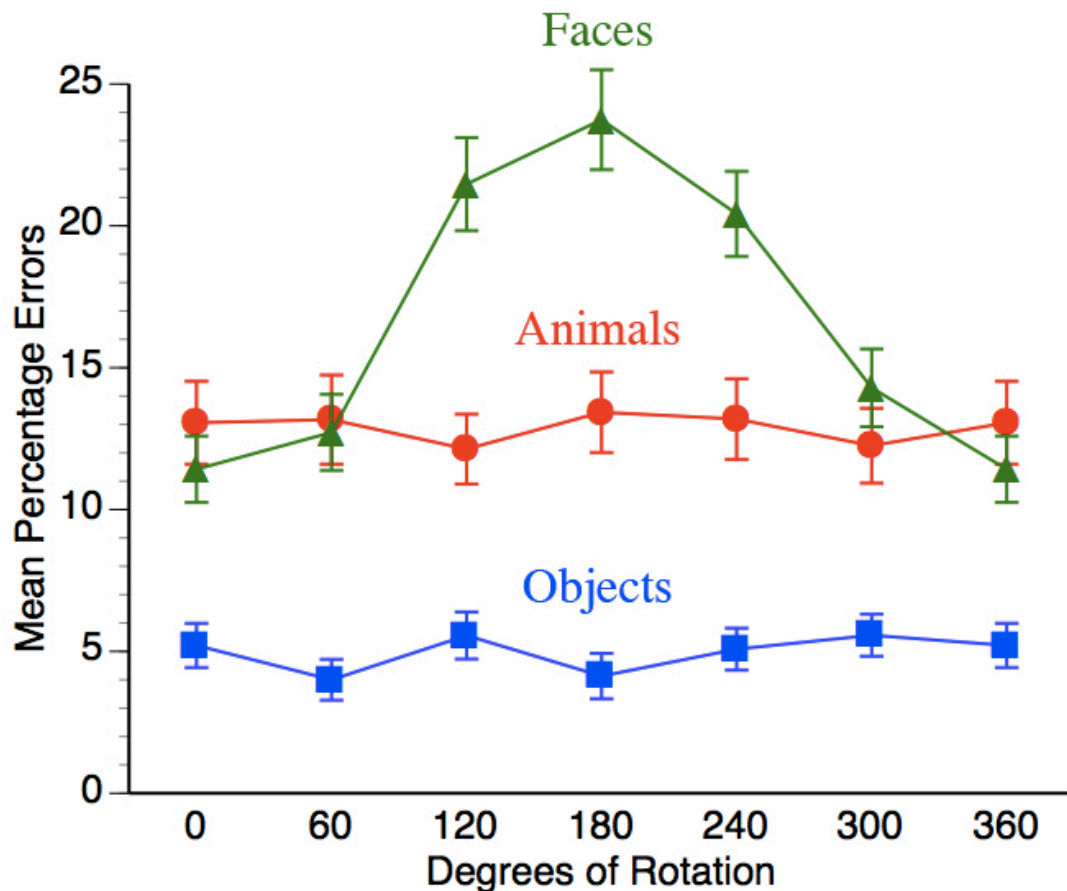 Faces
25
20
Animals
15
10
Objects
5
0
Mean Percentage Errors
0 60 120 180 240 300 360
Degrees of Rotation